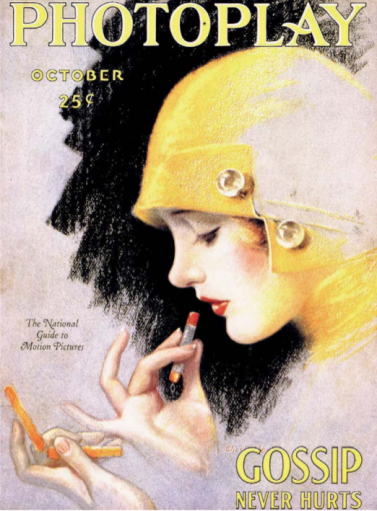 PHOTOPLAY
OCTOBER
25¢
The National
Guide to
Motion Pictures
GOSSIP
NEVER HURTS